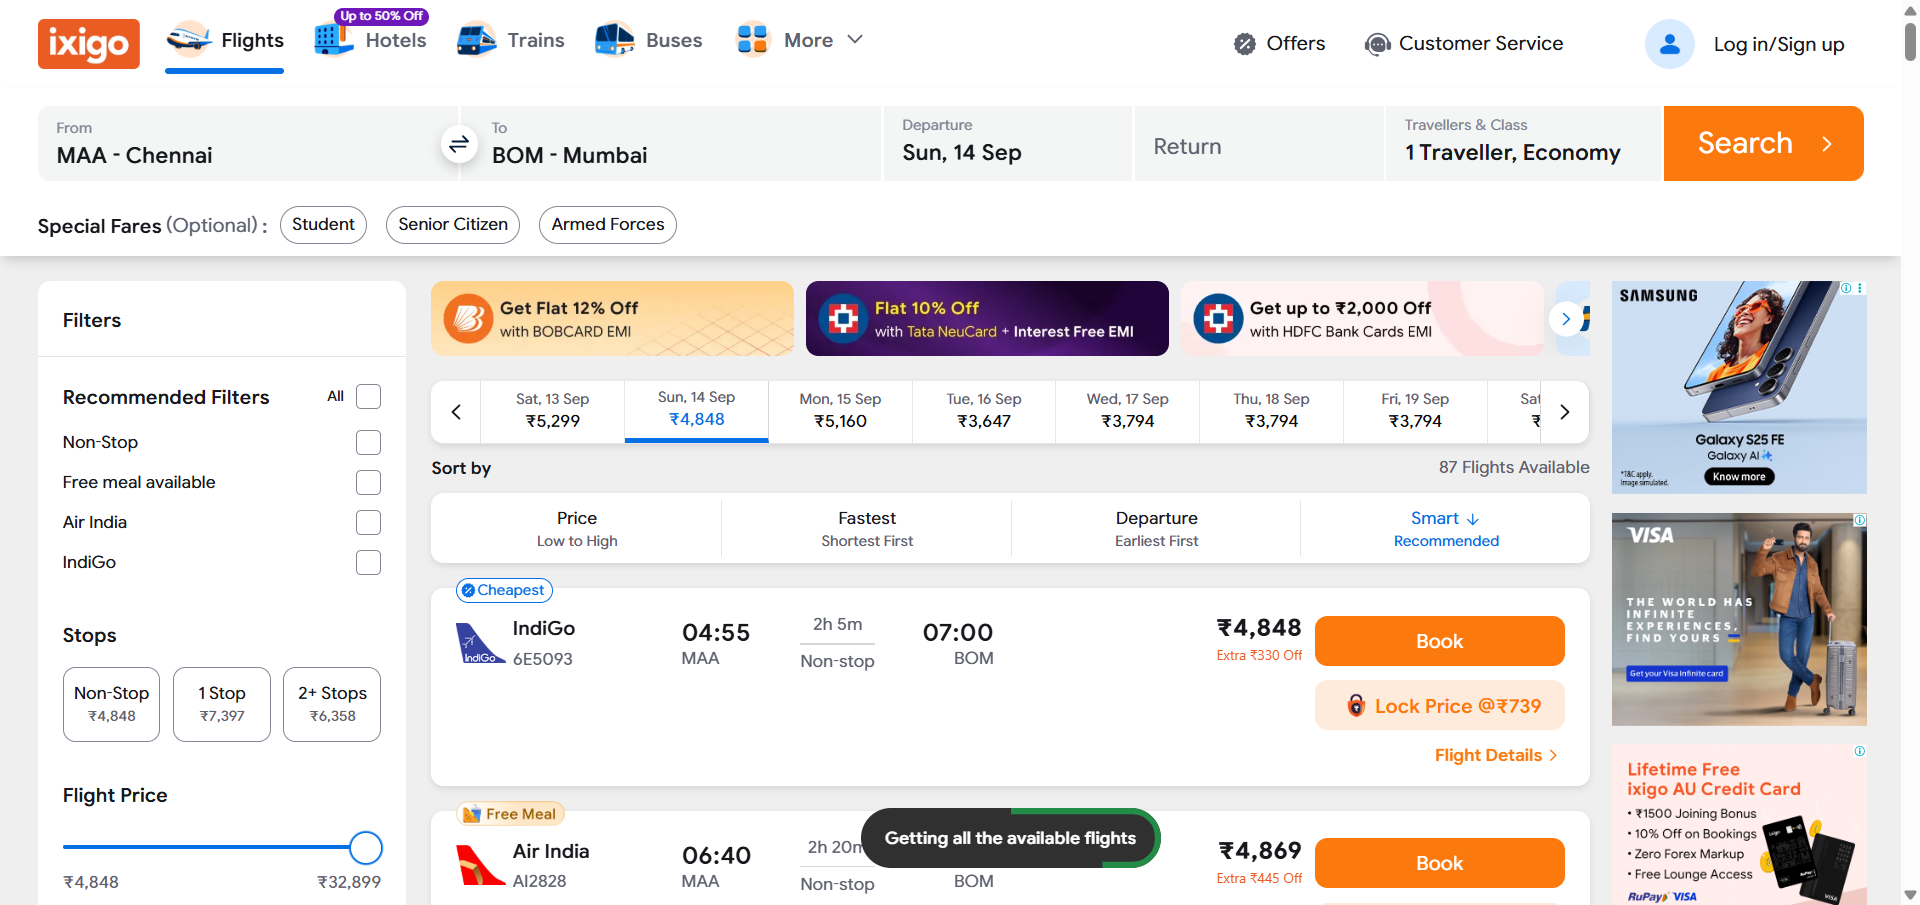 ixigo
Flights
Up to 50% Off
Hotels
Trains
Buses
More
Offers
Customer Service
Log in/Sign up
From
MAA - Chennai
To
BOM - Mumbai
Departure
Sun, 14 Sep
Return
Travellers & Class
1 Traveller, Economy
Search
Special Fares (Optional) :
Student
Senior Citizen
Armed Forces
Filters
Recommended Filters
All
Non-Stop
Free meal available
Air India
IndiGo
Stops
Non-Stop
₹4,848
1 Stop
₹7,397
2+ Stops
₹6,358
Flight Price
₹4,848
₹32,899
Get Flat 12% Off
with BOBCARD EMI
Flat 10% Off
with Tata NeuCard + Interest Free EMI
Get up to ₹2,000 Off
with HDFC Bank Cards EMI
Sat, 13 Sep
₹5,299
Sun, 14 Sep
₹4,848
Mon, 15 Sep
₹5,160
Tue, 16 Sep
₹3,647
Wed, 17 Sep
₹3,794
Thu, 18 Sep
₹3,794
Fri, 19 Sep
₹3,794
Sat
₹
Sort by
87 Flights Available
Price
Low to High
Fastest
Shortest First
Departure
Earliest First
Smart
Recommended
Cheapest
IndiGo
IndiGo
6E5093
04:55
MAA
2h 5m
Non-stop
07:00
BOM
₹4,848
Extra ₹330 Off
Book
Lock Price @₹739
Flight Details
Free Meal
Air India
AI2828
06:40
MAA
2h 20m
Non-stop
BOM
₹4,869
Extra ₹445 Off
Book
Getting all the available flights
SAMSUNG
Galaxy S25 FE
Galaxy AI
Know more
*T&C apply.
Image simulated.
VISA
THE WORLD HAS
INFINITE
EXPERIENCES,
FIND YOURS
Get your Visa Infinite card
Lifetime Free
ixigo AU Credit Card
• ₹1500 Joining Bonus
• 10% Off on Bookings
• Zero Forex Markup
• Free Lounge Access
RuPay VISA